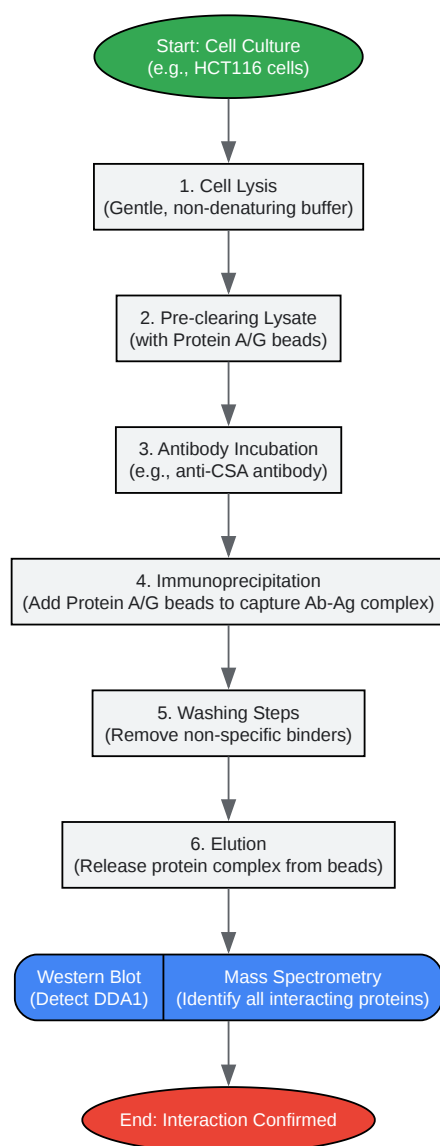 Start: Cell Culture
(e.g., HCT116 cells)
1. Cell Lysis
(Gentle, non-denaturing buffer)
2. Pre-clearing Lysate
(with Protein A/G beads)
3. Antibody Incubation
(e.g., anti-CSA antibody)
4. Immunoprecipitation
(Add Protein A/G beads to capture Ab-Ag complex)
5. Washing Steps
(Remove non-specific binders)
6. Elution
(Release protein complex from beads)
Western Blot
(Detect DDA1)
Mass Spectrometry
(Identify all interacting proteins)
End: Interaction Confirmed